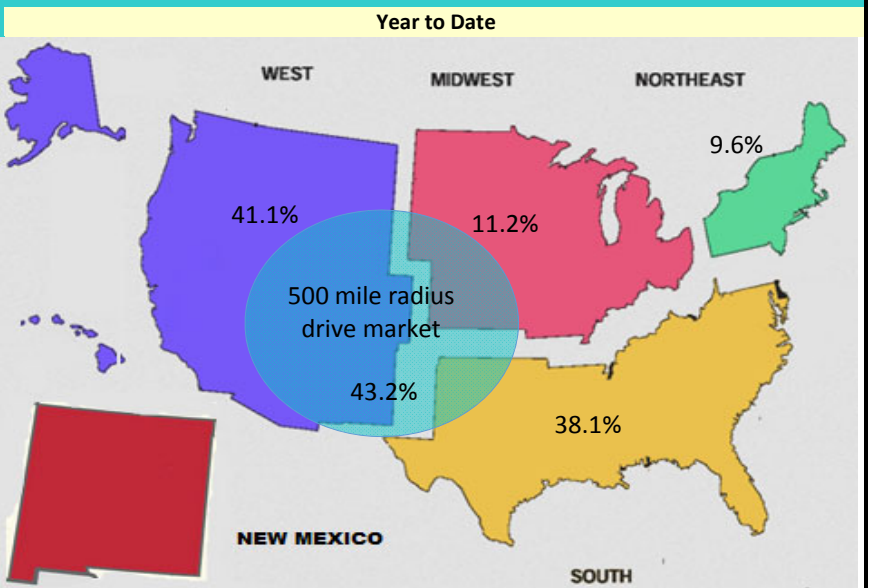 Year to Date
WEST
MIDWEST
NORTHEAST
9.6%
41.1%
11.2%
500 mile radius
drive market
43.2%
38.1%
NEW MEXICO
SOUTH